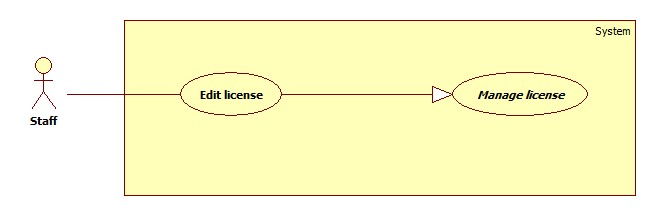 System
Edit license
Manage license
Staff